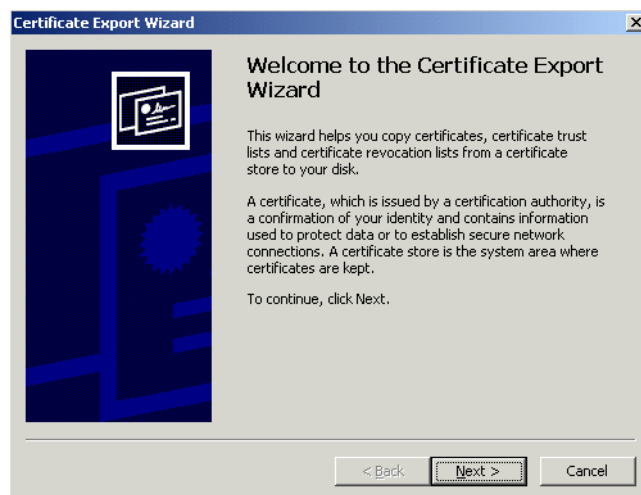 Certificate Export Wizard
Welcome to the Certificate Export
Wizard
This wizard helps you copy certificates, certificate trust
lists and certificate revocation lists from a certificate
store to your disk.
A certificate, which is issued by a certification authority, is
a confirmation of your identity and contains information
used to protect data or to establish secure network
connections. A certificate store is the system area where
certificates are kept.
To continue, click Next.
< Back
Next >
Cancel